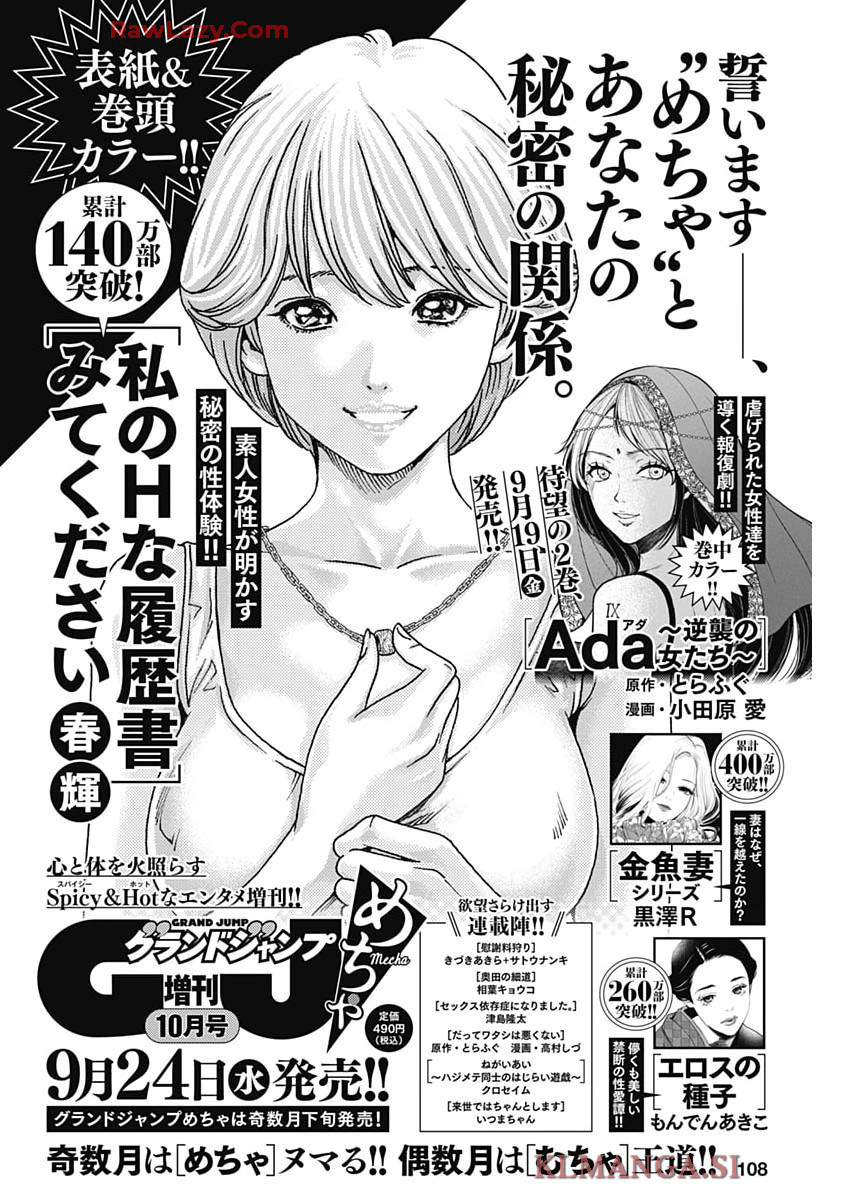 RawLazy.Com
表紙&
巻頭
カラー!!
累計
140万部
突破!
誓います――、
”めちゃ“と
あなたの
秘密の関係。
[私のHな履歴書
みてください]
春輝
素人女性が明かす
秘密の性体験!!
虐げられた女性達を
導く報復劇!!
巻中
カラー
!!
待望の2巻、
9月19日(金)
発売!!
IX
アダ
[Ada～逆襲の
女たち～]
原作・とらふぐ
漫画・小田原 愛
累計
400万部
突破!!
妻はなぜ、
一線を越えたのか?
[金魚妻]
シリーズ
黒澤R
累計
260万部
突破!!
儚くも美しい
禁断の性愛譚!!
[エロスの
種子]
もんでんあきこ
心と体を火照らす
スパイシー ホット
Spicy&Hotなエンタメ増刊!!
GRAND JUMP
グランドジャンプ
めちゃ
Mecha
GJ
増刊
10月号
定価
490円
(税込)
9月24日(水)発売!!
グランドジャンプめちゃは奇数月下旬発売!
欲望さらけ出す
連載陣!!
[慰謝料狩り]
きづきあきら+サトウナンキ
[奥田の細道]
相葉キョウコ
[セックス依存症になりました。]
津島隆太
[だってワタシは悪くない]
原作・とらふぐ 漫画・高村しづ
[ねがいあい
～ハジメテ同士のはじらい遊戯～]
クロセイム
[来世ではちゃんとします]
いつまちゃん
奇数月は[めちゃ]ヌマる!! 偶数月は[むちゃ]王道!!
KLMANGA.SI
108